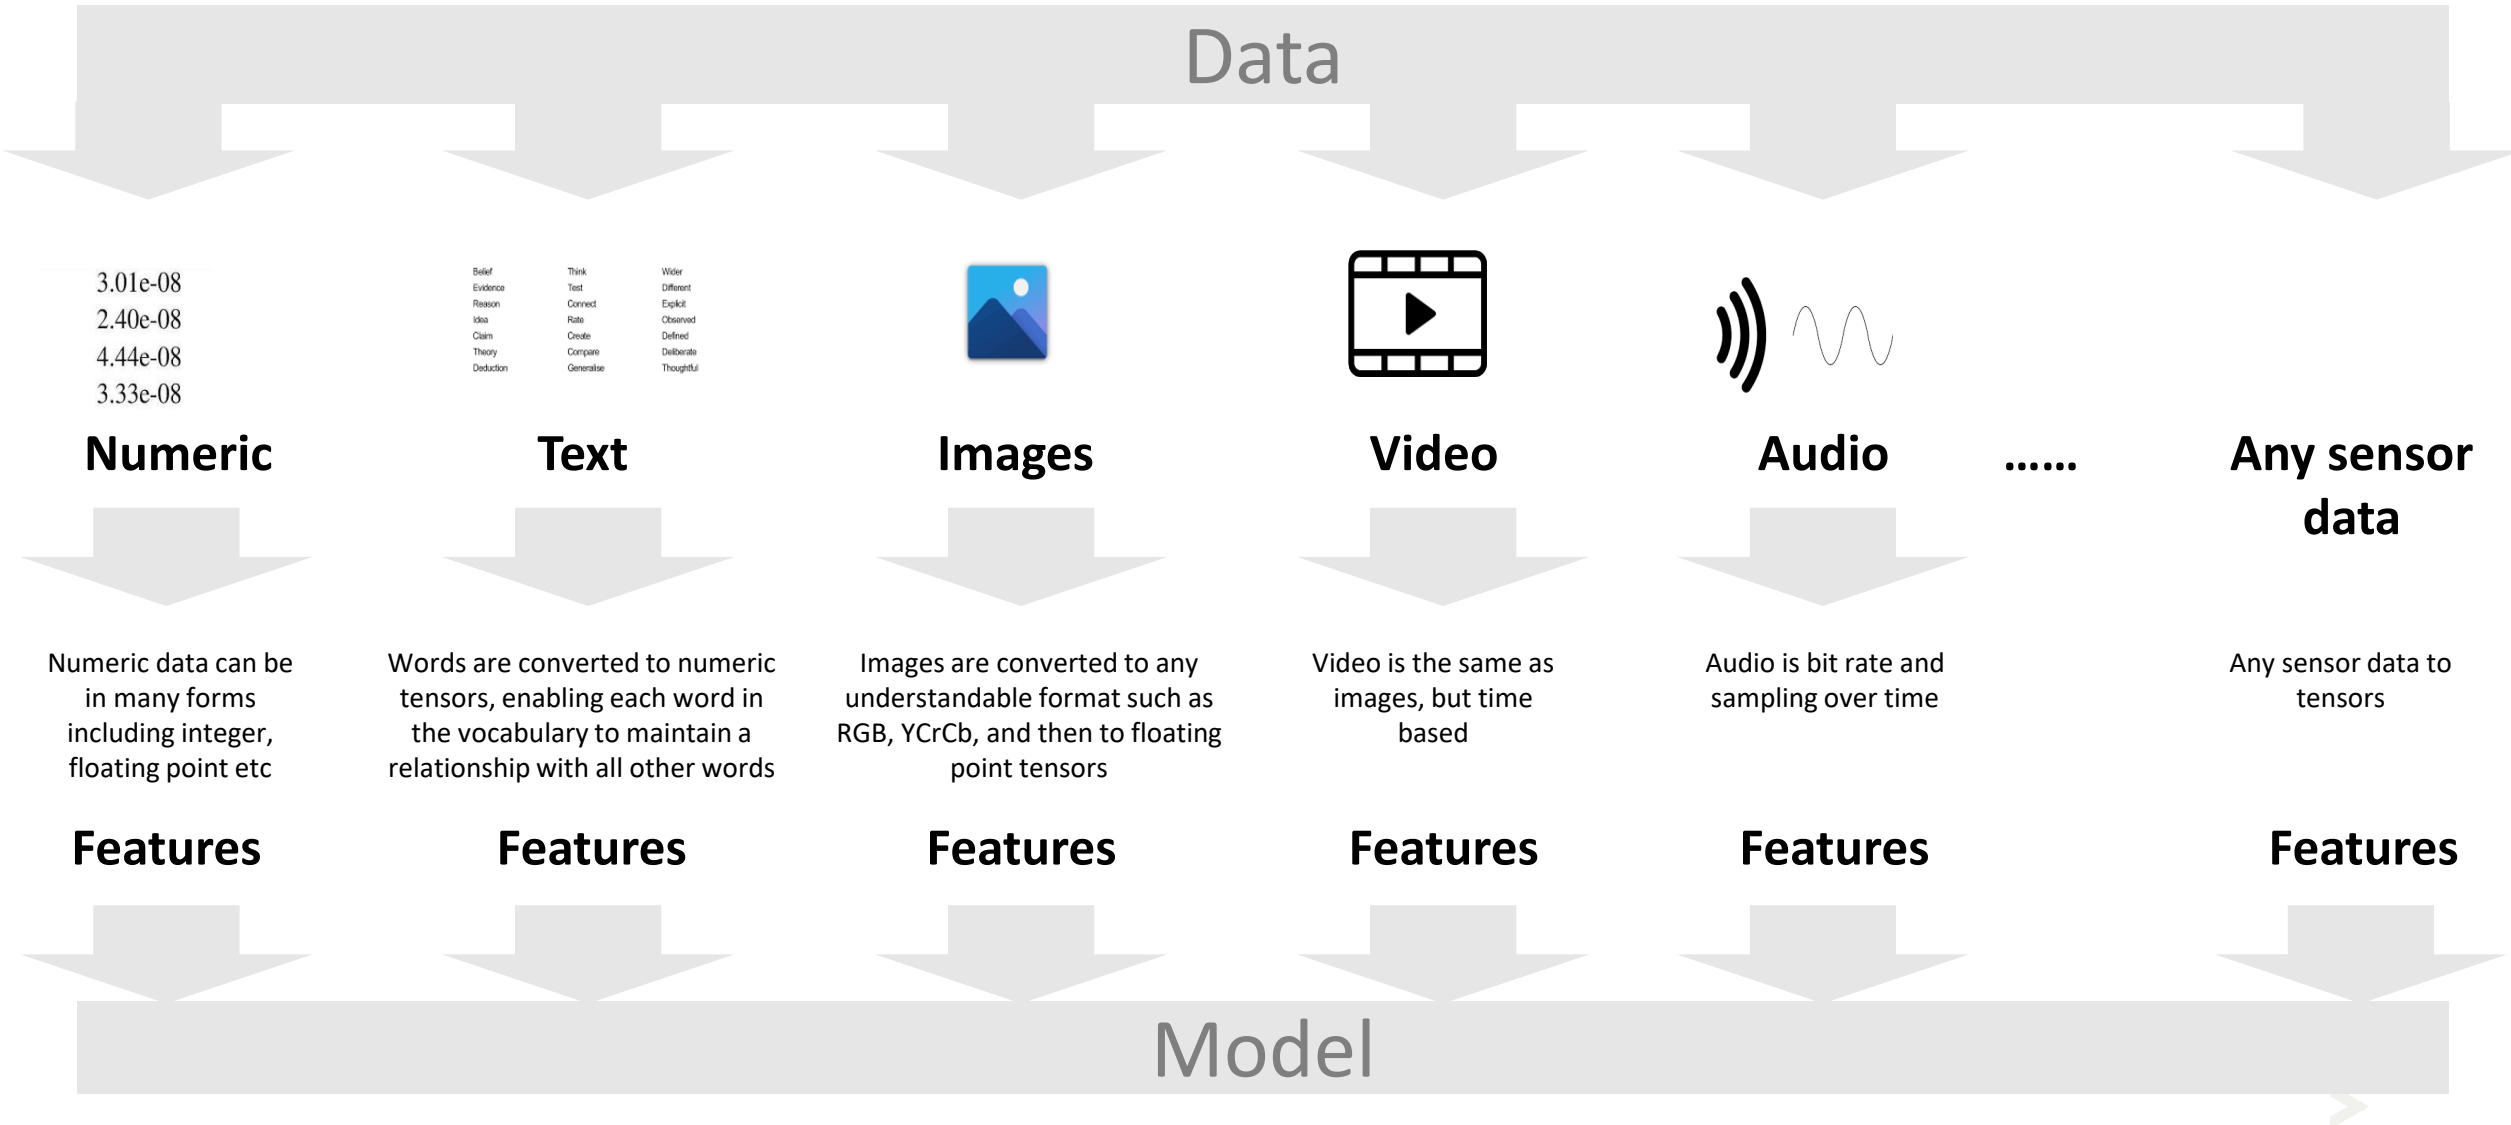 Data
3.01e-08
2.40e-08
4.44e-08
3.33e-08
Numeric
Belief Think Wider
Evidence Test Different
Reason Connect Explicit
Idea Rate Observed
Claim Create Defined
Theory Compare Deliberate
Deduction Generalise Thoughtful
Text
Images
Video
Audio
......
Any sensor
data
Numeric data can be
in many forms
including integer,
floating point etc
Features
Words are converted to numeric
tensors, enabling each word in
the vocabulary to maintain a
relationship with all other words
Features
Images are converted to any
understandable format such as
RGB, YCrCb, and then to floating
point tensors
Features
Video is the same as
images, but time
based
Features
Audio is bit rate and
sampling over time
Features
Any sensor data to
tensors
Features
Model